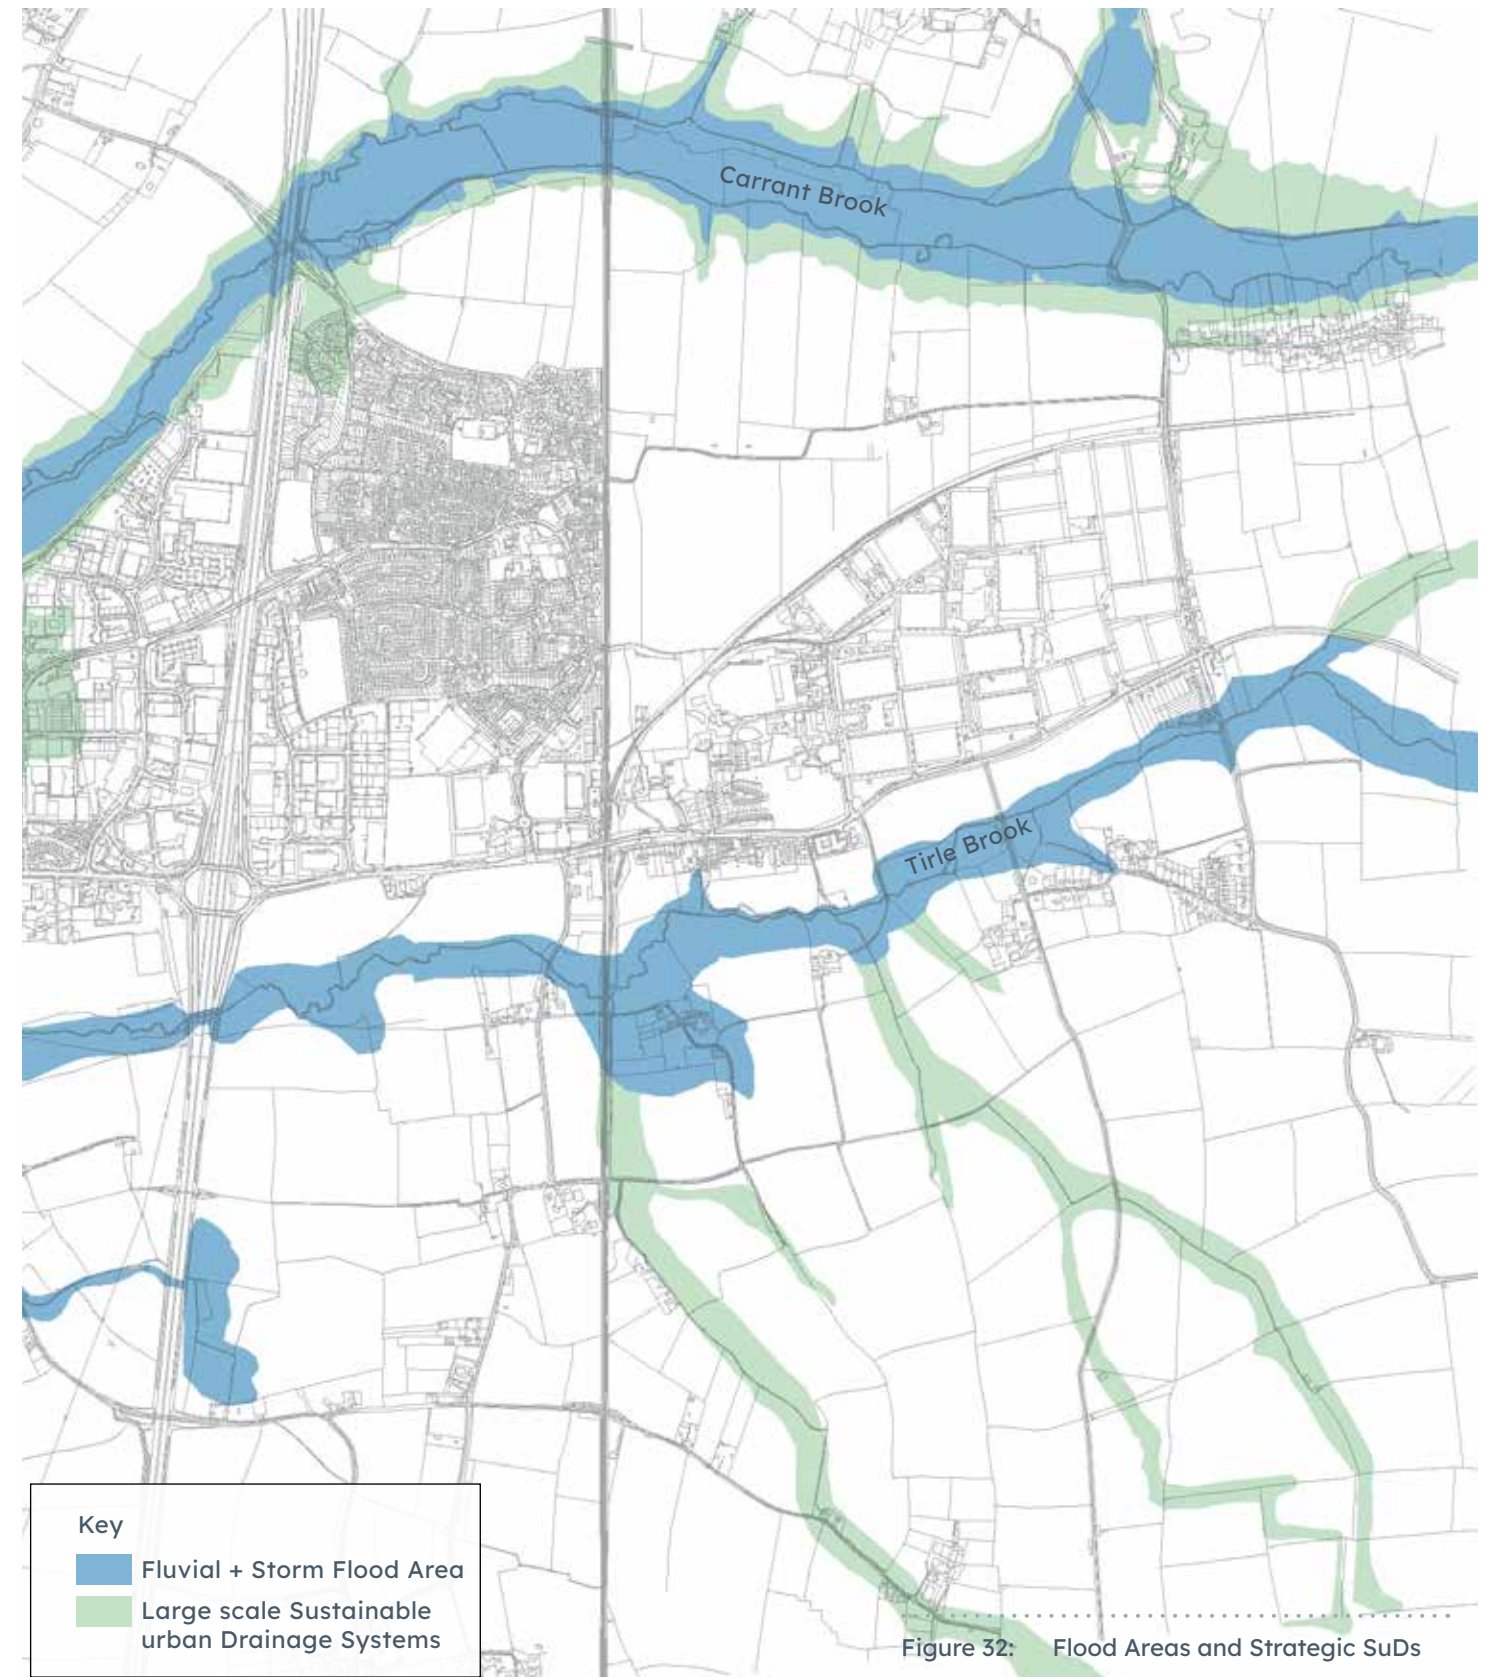 Carrant Brook
Tirle Brook
Key
Fluvial + Storm Flood Area
Large scale Sustainable
urban Drainage Systems
Figure 32: Flood Areas and Strategic SuDs